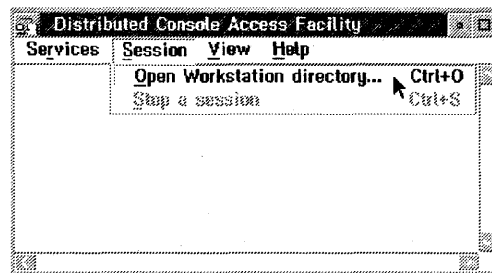 Distributed Console Access Facility
Services Session View Help
Open Workstation directory... Ctrl+O
Stop a session Ctrl+S